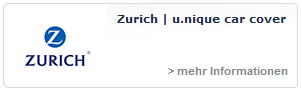 Zurich | u.nique car cover
Z
ZURICH®
> mehr Informationen